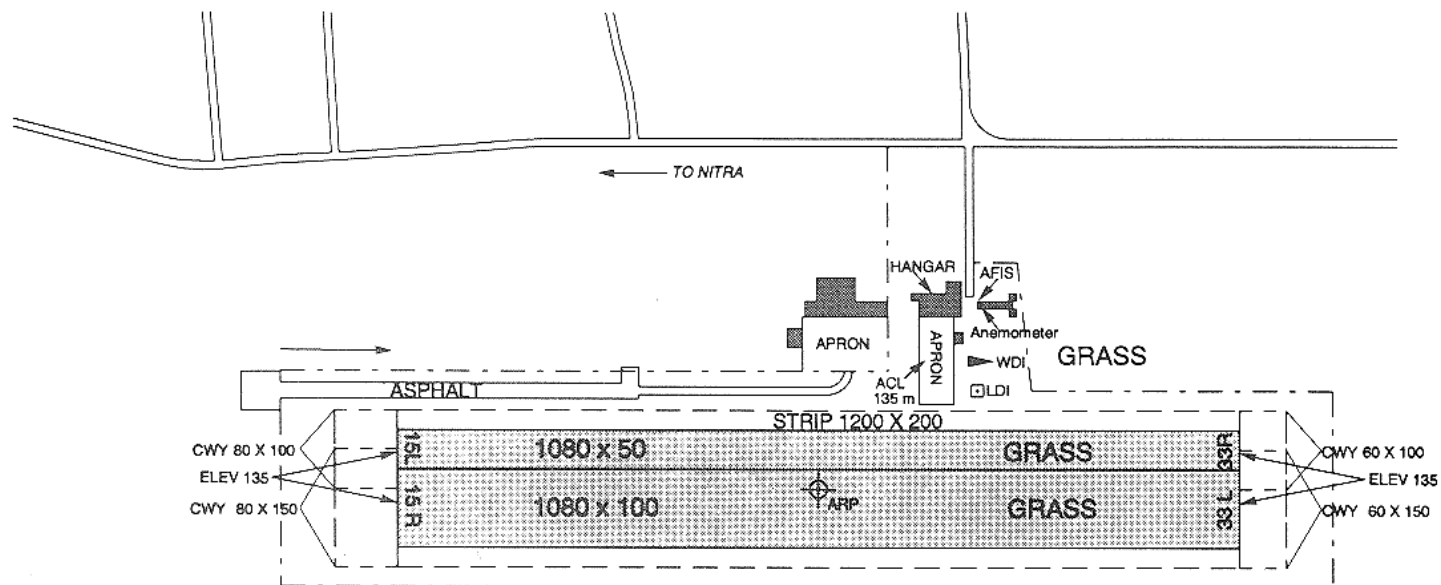 TO NITRA
HANGAR
AFIS
Anemometer
APRON
APRON
GRASS
WDI
ACL
135 m
LDI
ASPHALT
STRIP 1200 X 200
CWY 80 X 100
15L
1080 x 50
GRASS
33R
CWY 60 X 100
ELEV 135
ELEV 135
15 R
1080 x 100
ARP
GRASS
33 L
CWY 80 X 150
CWY 60 X 150